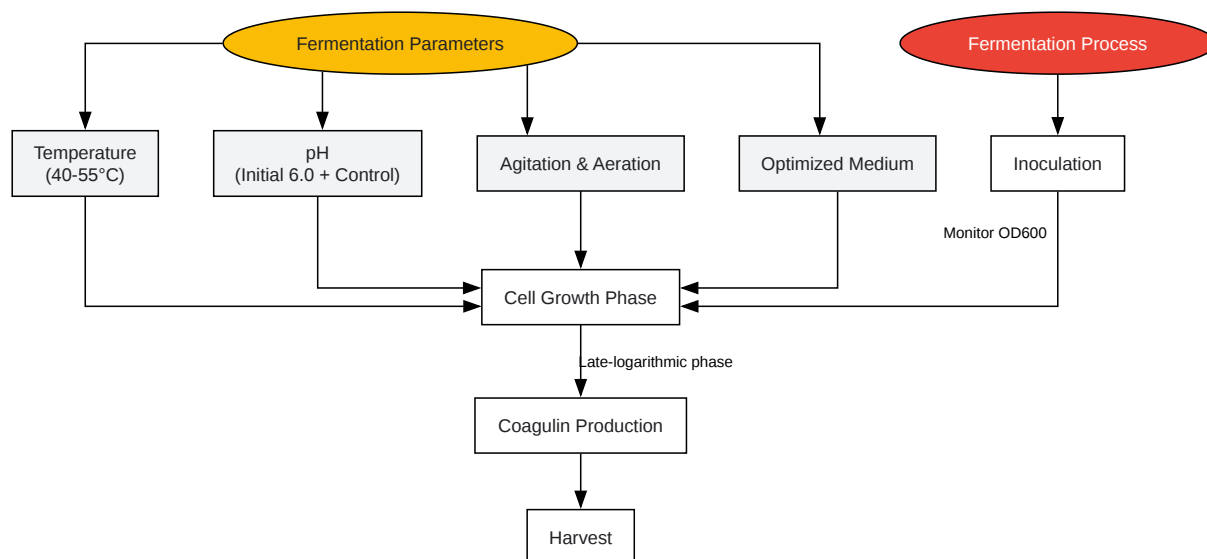 Fermentation Parameters
Fermentation Process
Temperature
(40-55°C)
pH
(Initial 6.0 + Control)
Agitation & Aeration
Optimized Medium
Inoculation
Monitor OD600
Cell Growth Phase
Late-logarithmic phase
Coagulin Production
Harvest